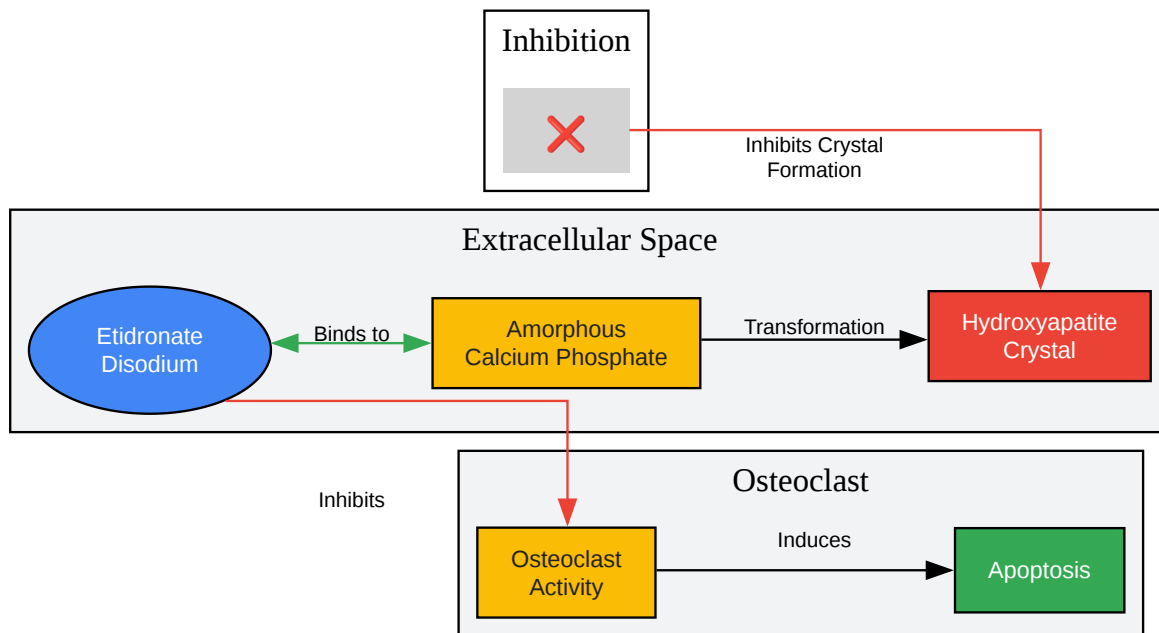 Inhibition
Inhibits Crystal
Formation
Extracellular Space
Etidronate
Disodium
Binds to
Amorphous
Calcium Phosphate
Transformation
Hydroxyapatite
Crystal
Inhibits
Osteoclast
Osteoclast
Activity
Induces
Apoptosis